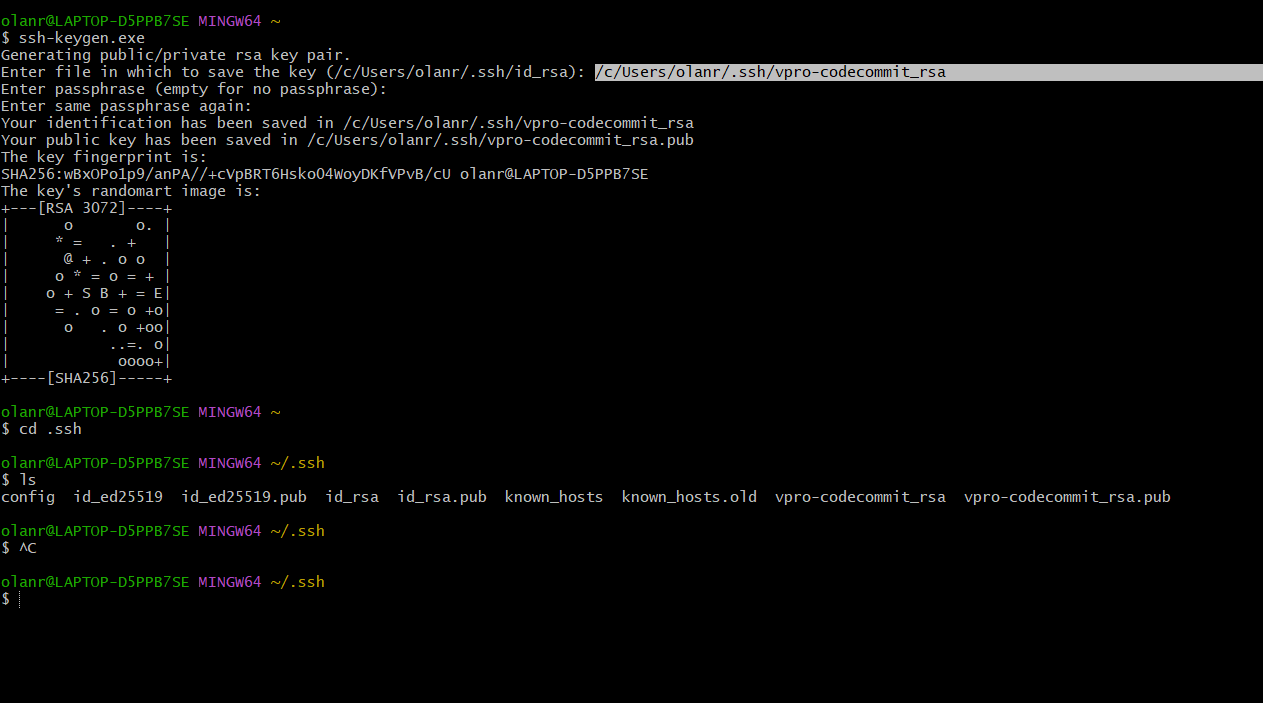 olanr@LAPTOP-D5PPB7SE MINGW64 ~
$ ssh-keygen.exe
Generating public/private rsa key pair.
Enter file in which to save the key (/c/Users/olanr/.ssh/id_rsa): /c/Users/olanr/.ssh/vpro-codecommit_rsa
Enter passphrase (empty for no passphrase):
Enter same passphrase again:
Your identification has been saved in /c/Users/olanr/.ssh/vpro-codecommit_rsa
Your public key has been saved in /c/Users/olanr/.ssh/vpro-codecommit_rsa.pub
The key fingerprint is:
SHA256:wBxOPo1p9/anPA//+cVpBRT6HskoO4WoyDKfVPvB/cU olanr@LAPTOP-D5PPB7SE
The key's randomart image is:
+---[RSA 3072]----+
|      o       o. |
|     * =   . +   |
|      @ + . o o  |
|     o * = o = + |
|    o + S B + = E|
|     = . o = o +o|
|      o   . o +oo|
|           ..=. o|
|            oooo+|
+----[SHA256]-----+
olanr@LAPTOP-D5PPB7SE MINGW64 ~
$ cd .ssh
olanr@LAPTOP-D5PPB7SE MINGW64 ~/.ssh
$ ls
config  id_ed25519  id_ed25519.pub  id_rsa  id_rsa.pub  known_hosts  known_hosts.old  vpro-codecommit_rsa  vpro-codecommit_rsa.pub
olanr@LAPTOP-D5PPB7SE MINGW64 ~/.ssh
$ ^C
olanr@LAPTOP-D5PPB7SE MINGW64 ~/.ssh
$